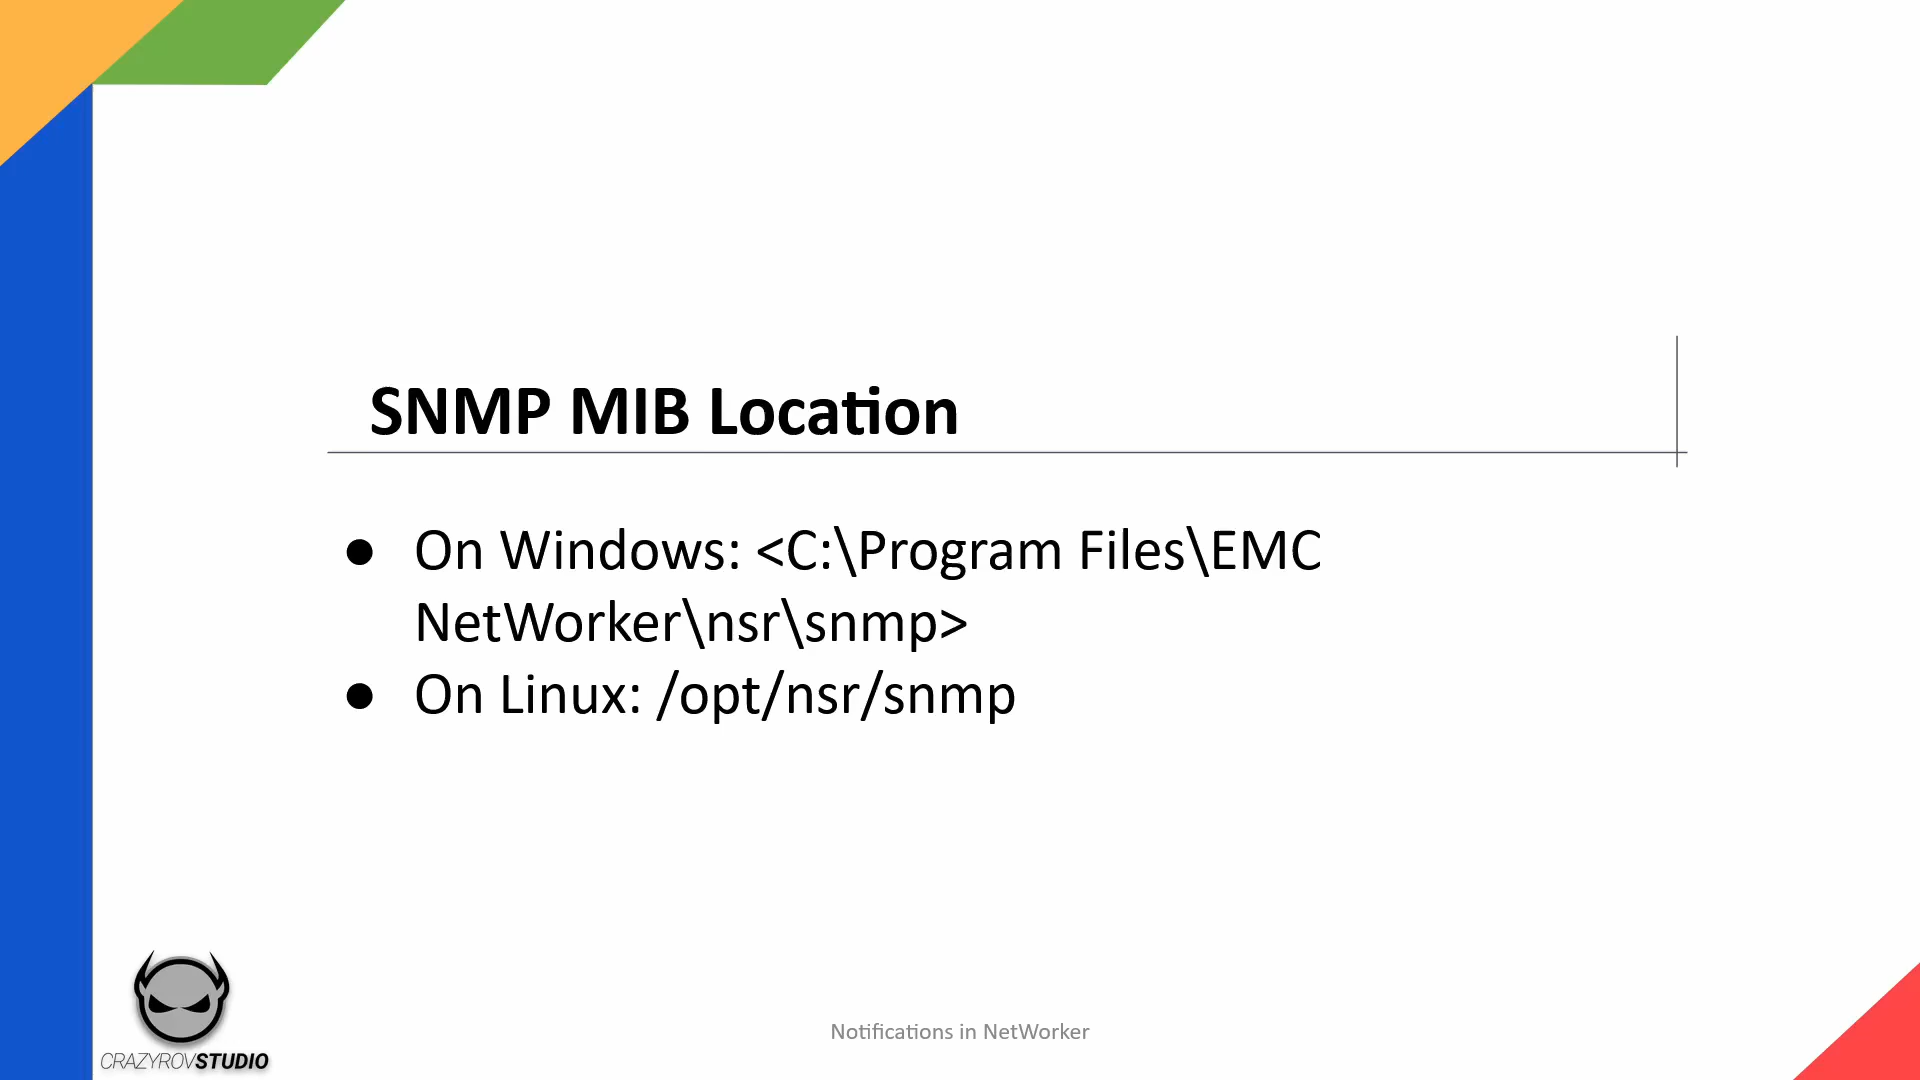 SNMP MIB Location
● On Windows: <C:\Program Files\EMC
NetWorker\nsr\snmp>
● On Linux: /opt/nsr/snmp
CRAZYROVSTUDIO
Notifications in NetWorker